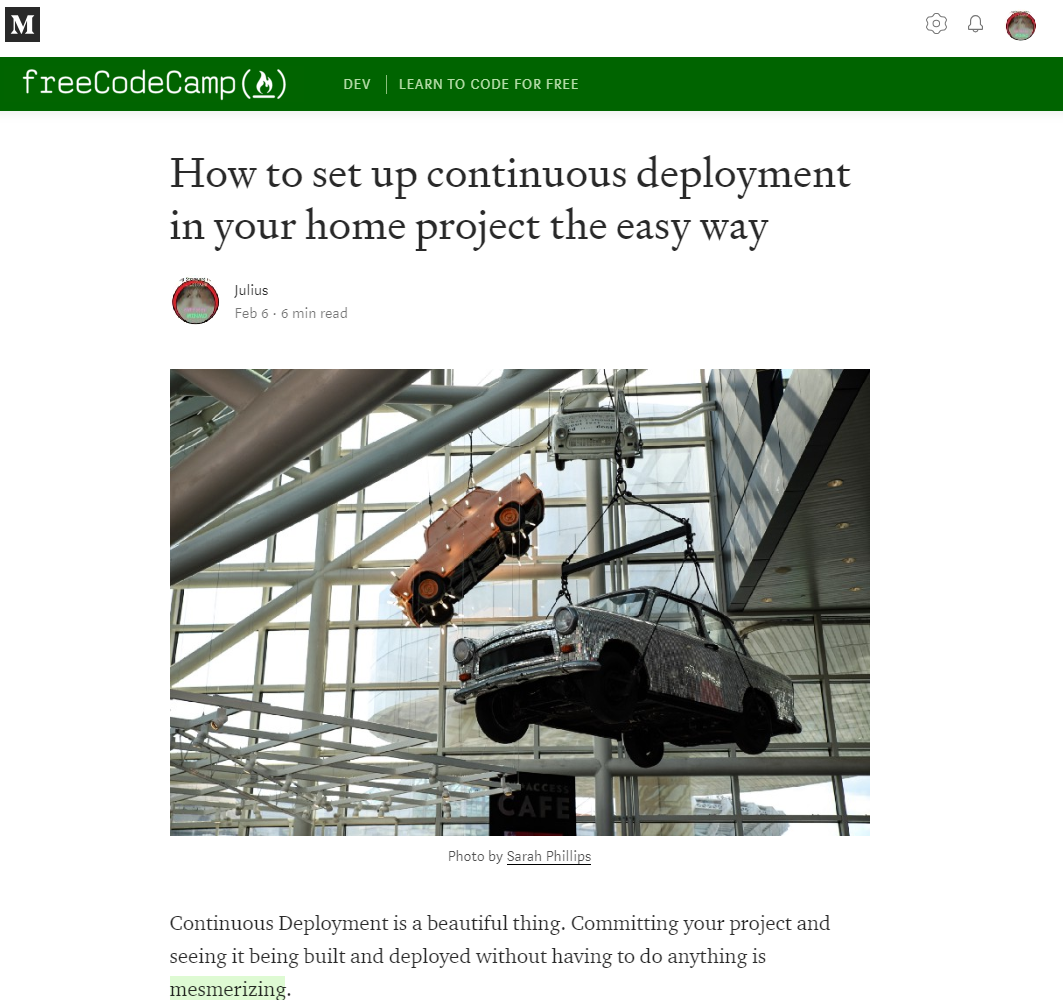 M
freeCodeCamp(🔥)
DEV | LEARN TO CODE FOR FREE
How to set up continuous deployment
in your home project the easy way
Julius
Feb 6 · 6 min read
ACCESS
CAFE
Photo by Sarah Phillips
Continuous Deployment is a beautiful thing. Committing your project and
seeing it being built and deployed without having to do anything is
mesmerizing.